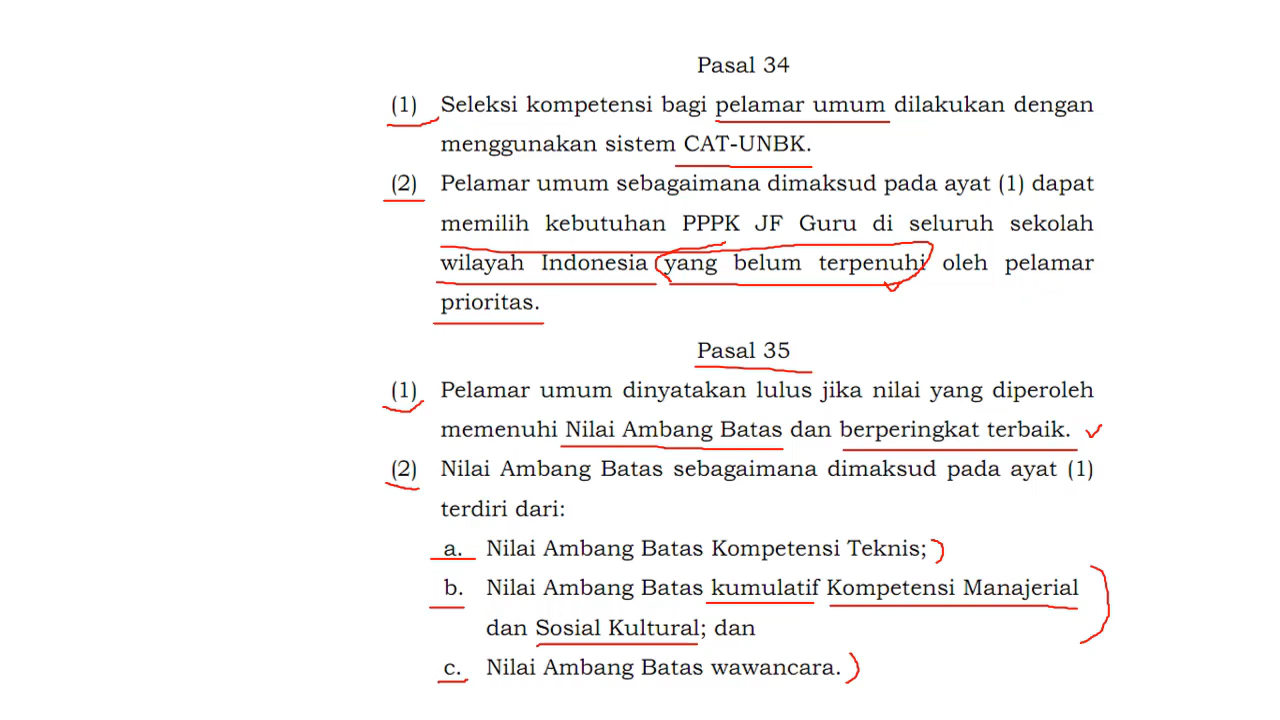 Pasal 34
(1) Seleksi kompetensi bagi pelamar umum dilakukan dengan
menggunakan sistem CAT-UNBK.
(2) Pelamar umum sebagaimana dimaksud pada ayat (1) dapat
memilih kebutuhan PPPK JF Guru di seluruh sekolah
wilayah Indonesia yang belum terpenuhi oleh pelamar
prioritas.
Pasal 35
(1) Pelamar umum dinyatakan lulus jika nilai yang diperoleh
memenuhi Nilai Ambang Batas dan berperingkat terbaik.
(2) Nilai Ambang Batas sebagaimana dimaksud pada ayat (1)
terdiri dari:
a. Nilai Ambang Batas Kompetensi Teknis;
b. Nilai Ambang Batas kumulatif Kompetensi Manajerial
dan Sosial Kultural; dan
c. Nilai Ambang Batas wawancara.